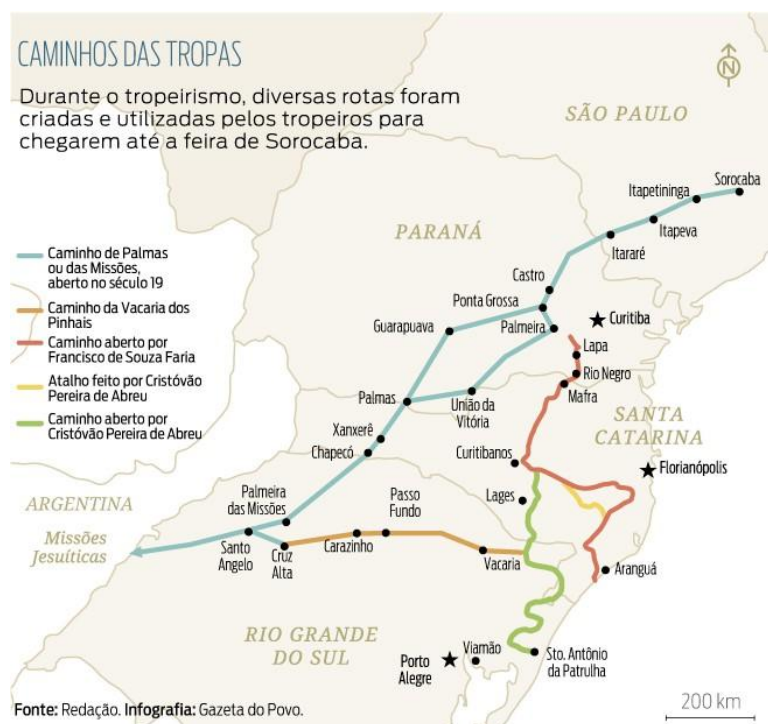 CAMINHOS DAS TROPAS
Durante o tropeirismo, diversas rotas foram
criadas e utilizadas pelos tropeiros para
chegarem até a feira de Sorocaba.
N
SÃO PAULO
Sorocaba
Itapetininga
Itapeva
Itararé
PARANÁ
Caminho de Palmas
ou das Missões,
aberto no século 19
Caminho da Vacaria dos
Pinhais
Caminho aberto por
Francisco de Souza Faria
Atalho feito por Cristóvão
Pereira de Abreu
Caminho aberto por
Cristóvão Pereira de Abreu
Castro
Ponta Grossa
Curitiba
Guarapuava
Palmeira
Lapa
Rio Negro
Mafra
Palmas
União da
Vitória
SANTA
CATARINA
Xanxerê
Chapecó
Curitibanos
Florianópolis
ARGENTINA
Missões
Jesuíticas
Palmeira
das Missões
Passo
Fundo
Lages
Santo
Angelo
Cruz
Alta
Carazinho
Vacaria
Aranguá
RIO GRANDE
DO SUL
Porto
Alegre
Viamão
Sto. Antônio
da Patrulha
Fonte: Redação. Infografia: Gazeta do Povo.
200 km